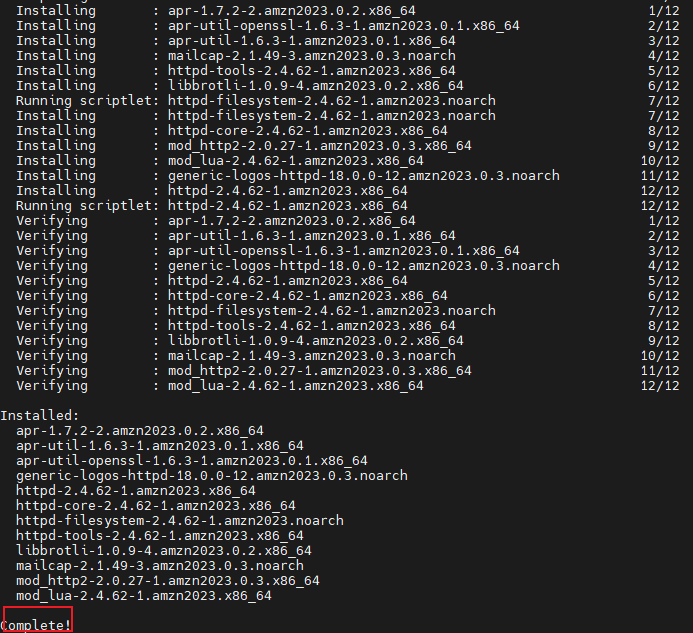 Installing : apr-1.7.2-2.amzn2023.0.2.x86_64 1/12
Installing : apr-util-openssl-1.6.3-1.amzn2023.0.1.x86_64 2/12
Installing : apr-util-1.6.3-1.amzn2023.0.1.x86_64 3/12
Installing : mailcap-2.1.49-3.amzn2023.0.3.noarch 4/12
Installing : httpd-tools-2.4.62-1.amzn2023.x86_64 5/12
Installing : libbrotli-1.0.9-4.amzn2023.0.2.x86_64 6/12
Running scriptlet: httpd-filesystem-2.4.62-1.amzn2023.noarch 7/12
Installing : httpd-filesystem-2.4.62-1.amzn2023.noarch 7/12
Installing : httpd-core-2.4.62-1.amzn2023.x86_64 8/12
Installing : mod_http2-2.0.27-1.amzn2023.0.3.x86_64 9/12
Installing : mod_lua-2.4.62-1.amzn2023.x86_64 10/12
Installing : generic-logos-httpd-18.0.0-12.amzn2023.0.3.noarch 11/12
Installing : httpd-2.4.62-1.amzn2023.x86_64 12/12
Running scriptlet: httpd-2.4.62-1.amzn2023.x86_64 12/12
Verifying : apr-1.7.2-2.amzn2023.0.2.x86_64 1/12
Verifying : apr-util-1.6.3-1.amzn2023.0.1.x86_64 2/12
Verifying : apr-util-openssl-1.6.3-1.amzn2023.0.1.x86_64 3/12
Verifying : generic-logos-httpd-18.0.0-12.amzn2023.0.3.noarch 4/12
Verifying : httpd-2.4.62-1.amzn2023.x86_64 5/12
Verifying : httpd-core-2.4.62-1.amzn2023.x86_64 6/12
Verifying : httpd-filesystem-2.4.62-1.amzn2023.noarch 7/12
Verifying : httpd-tools-2.4.62-1.amzn2023.x86_64 8/12
Verifying : libbrotli-1.0.9-4.amzn2023.0.2.x86_64 9/12
Verifying : mailcap-2.1.49-3.amzn2023.0.3.noarch 10/12
Verifying : mod_http2-2.0.27-1.amzn2023.0.3.x86_64 11/12
Verifying : mod_lua-2.4.62-1.amzn2023.x86_64 12/12
Installed:
apr-1.7.2-2.amzn2023.0.2.x86_64
apr-util-1.6.3-1.amzn2023.0.1.x86_64
apr-util-openssl-1.6.3-1.amzn2023.0.1.x86_64
generic-logos-httpd-18.0.0-12.amzn2023.0.3.noarch
httpd-2.4.62-1.amzn2023.x86_64
httpd-core-2.4.62-1.amzn2023.x86_64
httpd-filesystem-2.4.62-1.amzn2023.noarch
httpd-tools-2.4.62-1.amzn2023.x86_64
libbrotli-1.0.9-4.amzn2023.0.2.x86_64
mailcap-2.1.49-3.amzn2023.0.3.noarch
mod_http2-2.0.27-1.amzn2023.0.3.x86_64
mod_lua-2.4.62-1.amzn2023.x86_64
Complete!